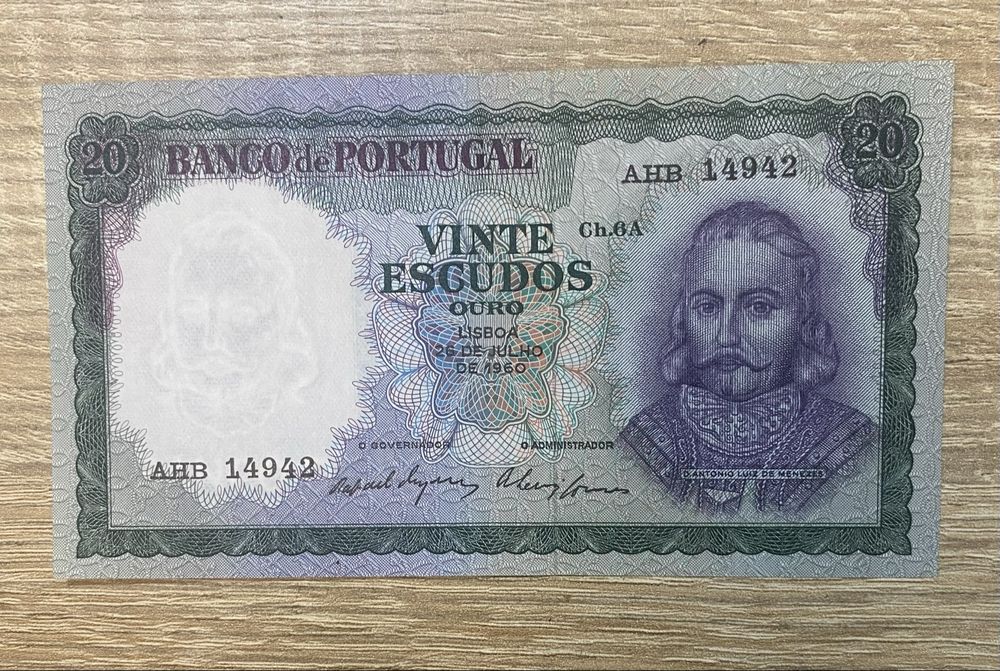 20
BANCO de PORTUGAL
AHB 14942
20
VINTE
Ch.6A
ESCUDOS
OURO
LISBOA
26 DE JULHO
DE 1960
O GOVERNADOR
O ADMINISTRADOR
AHB 14942
D. ANTONIO LUIZ DE MENEZES